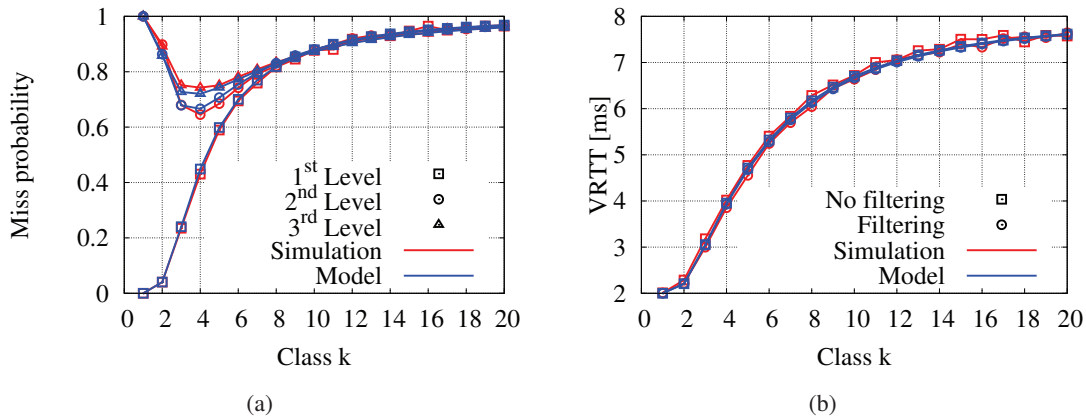 Miss probability
1
0.8
0.6
0.4
0.2
0
1st Level
2nd Level
3rd Level
Simulation
Model
0 2 4 6 8 10 12 14 16 18 20
Class k
(a)
VRTT [ms]
8
7
6
5
4
3
2
No filtering
Filtering
Simulation
Model
0 2 4 6 8 10 12 14 16 18 20
Class k
(b)